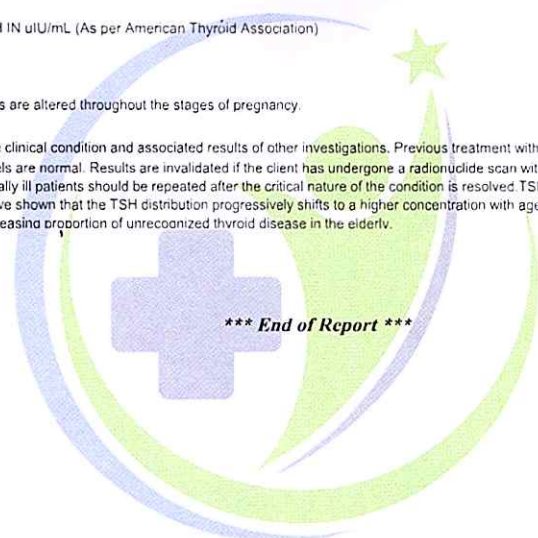 IN uIU/mL (As per American Thyroid Association)
s are altered throughout the stages of pregnancy.
clinical condition and associated results of other investigations. Previous treatment with
els are normal. Results are invalidated if the client has undergone a radionuclide scan wit
ally ill patients should be repeated after the critical nature of the condition is resolved.TSH
ve shown that the TSH distribution progressively shifts to a higher concentration with age
easing proportion of unrecognized thyroid disease in the elderly.
*** End of Report ***